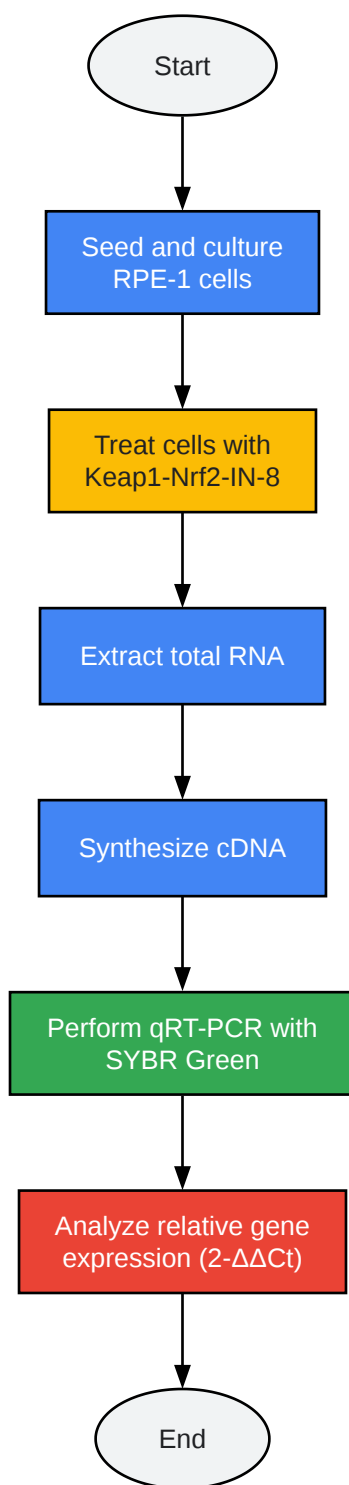 Start
Seed and culture
RPE-1 cells
Treat cells with
Keap1-Nrf2-IN-8
Extract total RNA
Synthesize cDNA
Perform qRT-PCR with
SYBR Green
Analyze relative gene
expression (2-ΔΔCt)
End